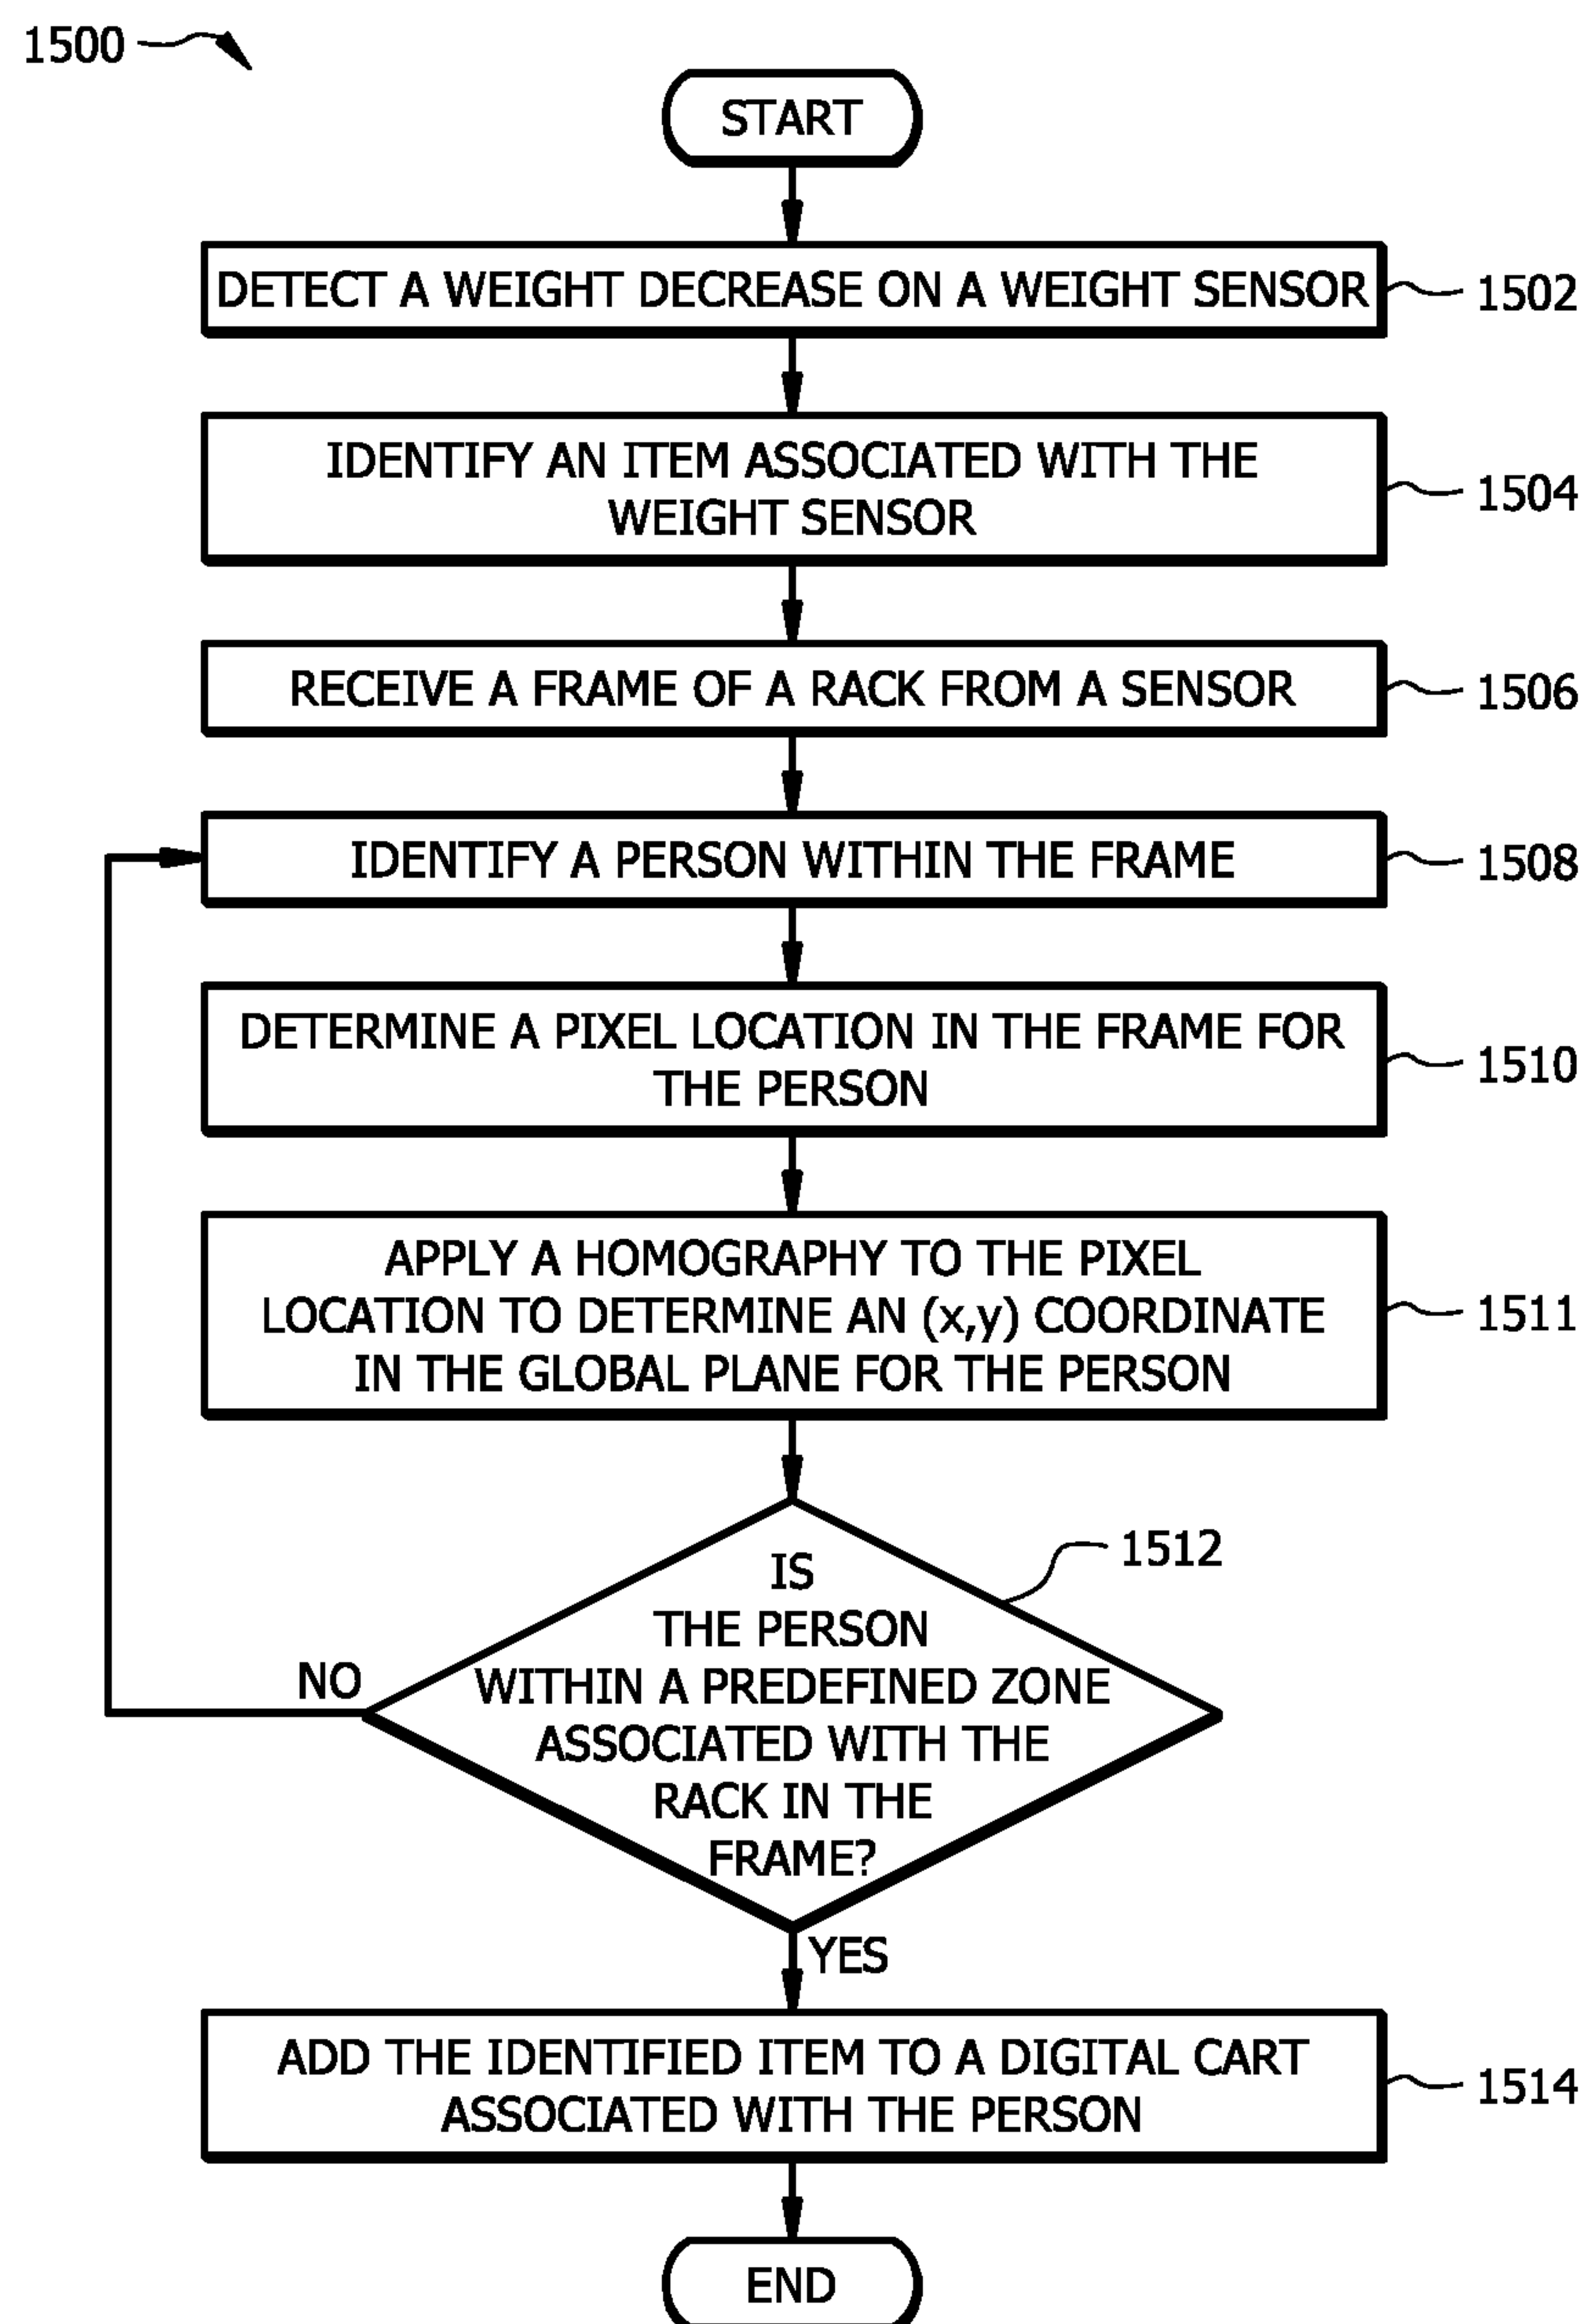 1500
START
DETECT A WEIGHT DECREASE ON A WEIGHT SENSOR
1502
IDENTIFY AN ITEM ASSOCIATED WITH THE
WEIGHT SENSOR
1504
RECEIVE A FRAME OF A RACK FROM A SENSOR
1506
IDENTIFY A PERSON WITHIN THE FRAME
1508
DETERMINE A PIXEL LOCATION IN THE FRAME FOR
THE PERSON
1510
APPLY A HOMOGRAPHY TO THE PIXEL
LOCATION TO DETERMINE AN (x,y) COORDINATE
IN THE GLOBAL PLANE FOR THE PERSON
1511
1512
IS
THE PERSON
WITHIN A PREDEFINED ZONE
ASSOCIATED WITH THE
RACK IN THE
FRAME?
NO
YES
ADD THE IDENTIFIED ITEM TO A DIGITAL CART
ASSOCIATED WITH THE PERSON
1514
END